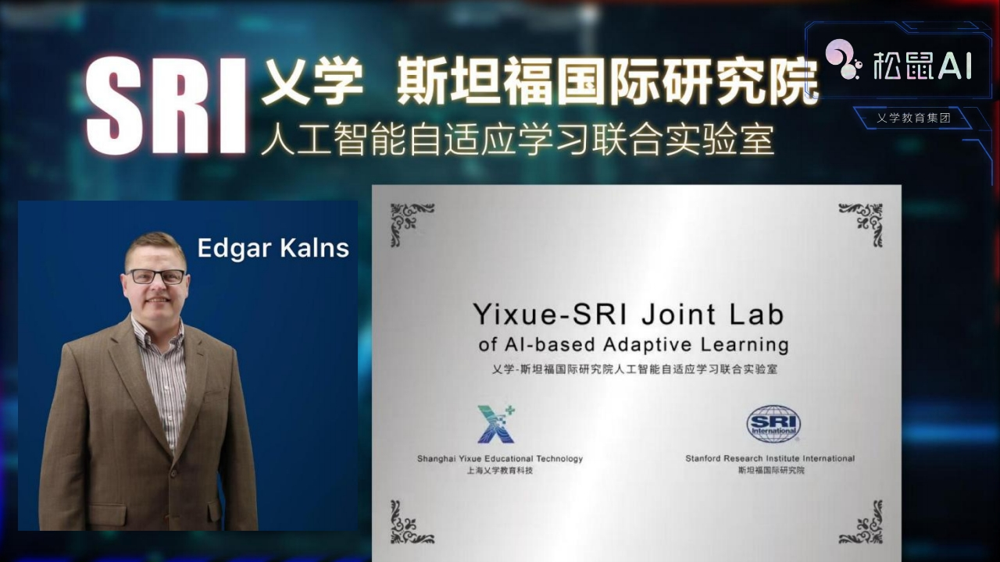 SRI
乂学 斯坦福国际研究院
人工智能自适应学习联合实验室
松鼠AI
乂学教育集团
Edgar Kalns
Yixue-SRI Joint Lab
of AI-based Adaptive Learning
乂学-斯坦福国际研究院人工智能自适应学习联合实验室
SRI
International
Shanghai Yixue Educational Technology
上海乂学教育科技
Stanford Research Institute International
斯坦福国际研究院